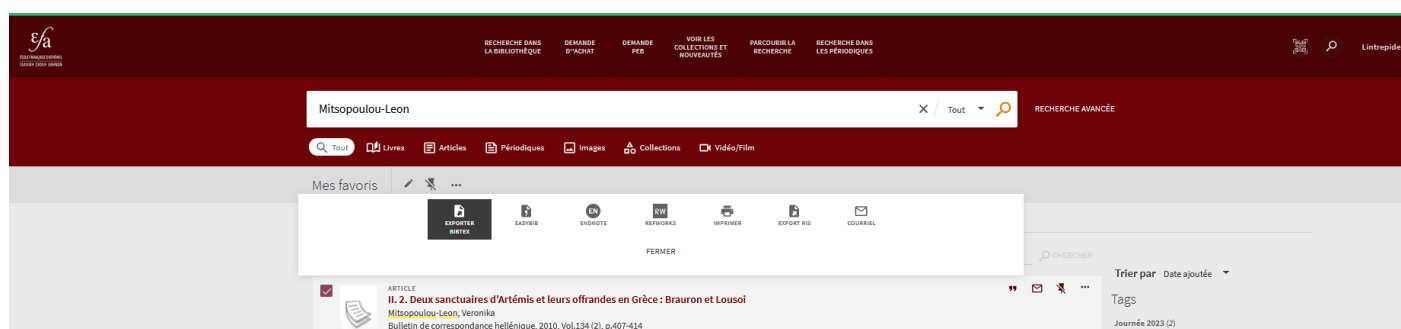 εfa
RECHERCHE DANS
LA BIBLIOTHÈQUE
DEMANDE
D'"ACHAT
DEMANDE
PEB
VOIR LES
COLLECTIONS ET
NOUVEAUTÉS
PARCOURIR LA
RECHERCHE
RECHERCHE DANS
LES PÉRIODIQUES
Lintrepide
Mitsopoulou-Leon
Tout
RECHERCHE AVANCÉE
Tout Livres Articles Périodiques Images Collections Vidéo/Film
Mes favoris
EXPORTER
BIBTEX
EASYBIB
EN
ENDNOTE
RW
REFWORKS
IMPRIMER
EXPORT RIS
COURRIEL
FERMER
CHERCHER
Trier par Date ajoutée
Tags
Journée 2023 (2)
ARTICLE
II. 2. Deux sanctuaires d'Artémis et leurs offrandes en Grèce : Brauron et Lousoi
Mitsopoulou-Leon, Veronika
Bulletin de correspondance hellénique, 2010, Vol.134 (2), p.407-414